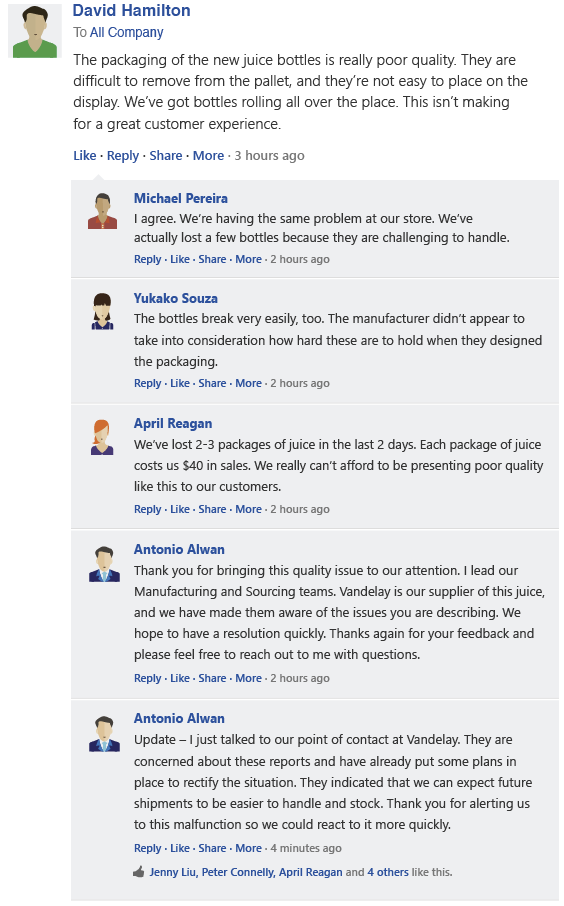 David Hamilton
To All Company
The packaging of the new juice bottles is really poor quality. They are
difficult to remove from the pallet, and they're not easy to place on the
display. We've got bottles rolling all over the place. This isn't making
for a great customer experience.
Like · Reply · Share · More · 3 hours ago
Michael Pereira
I agree. We're having the same problem at our store. We've
actually lost a few bottles because they are challenging to handle.
Reply · Like · Share · More · 2 hours ago
Yukako Souza
The bottles break very easily, too. The manufacturer didn't appear to
take into consideration how hard these are to hold when they designed
the packaging.
Reply · Like · Share · More · 2 hours ago
April Reagan
We've lost 2-3 packages of juice in the last 2 days. Each package of juice
costs us $40 in sales. We really can't afford to be presenting poor quality
like this to our customers.
Reply · Like · Share · More · 2 hours ago
Antonio Alwan
Thank you for bringing this quality issue to our attention. I lead our
Manufacturing and Sourcing teams. Vandelay is our supplier of this juice,
and we have made them aware of the issues you are describing. We
hope to have a resolution quickly. Thanks again for your feedback and
please feel free to reach out to me with questions.
Reply · Like · Share · More · 2 hours ago
Antonio Alwan
Update – I just talked to our point of contact at Vandelay. They are
concerned about these reports and have already put some plans in
place to rectify the situation. They indicated that we can expect future
shipments to be easier to handle and stock. Thank you for alerting us
to this malfunction so we could react to it more quickly.
Reply · Like · Share · More · 4 minutes ago
Jenny Liu, Peter Connelly, April Reagan and 4 others like this.